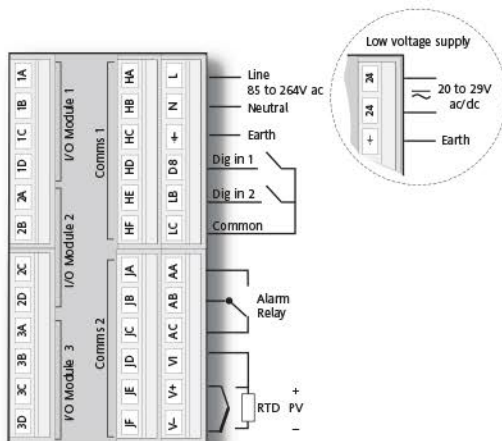 Low voltage supply
24
24
20 to 29V
ac/dc
Earth
1A
1B
1C
1D
2A
2B
2C
2D
3A
3B
3C
3D
I/O Module 1
I/O Module 2
I/O Module 3
Comms 1
Comms 2
HA
HB
HC
HD
HE
HF
JA
JB
JC
JD
JE
JF
L
N
D8
LB
LC
AA
AB
AC
VI
V+
V-
Line
85 to 264V ac
Neutral
Earth
Dig in 1
Dig in 2
Common
Alarm
Relay
+
RTD PV
–